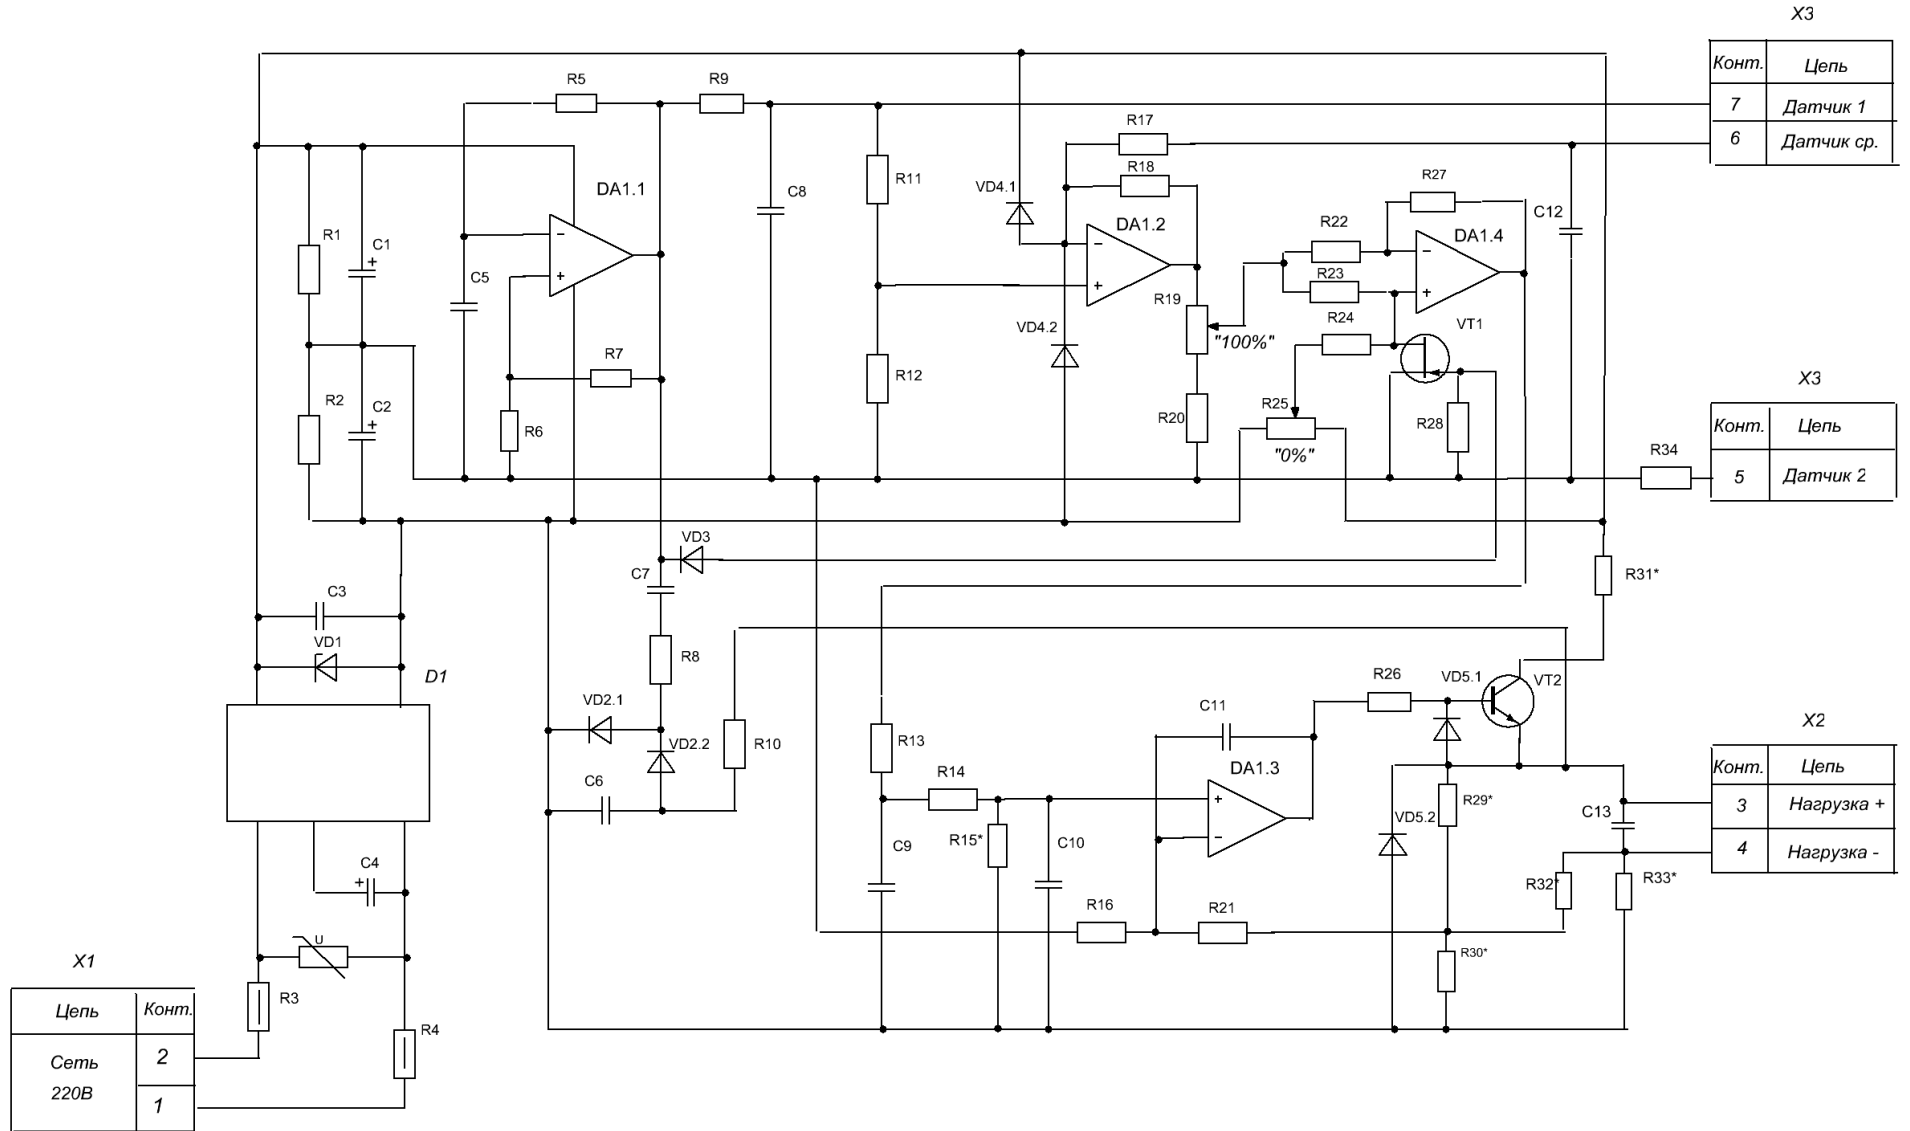 X3
Конт. Цепь
7 Датчик 1
6 Датчик ср.
R5 R9
R17
R18
DA1.1
R11
C8
VD4.1
R27
R22
C12
DA1.2
DA1.4
R1
C1
+
−
+
C5
−
+
−
+
R23
R19
"100%"
R24
VT1
VD4.2
R7
R12
X3
R2
C2
+
R6
R20
R25
"0%"
R28
Конт. Цепь
R34
5 Датчик 2
VD3
C7
R31*
C3
VD1
D1
R8
R26
VD5.1
VT2
VD2.1
VD2.2
R10
C11
X2
R13
Конт. Цепь
C6
R14
DA1.3
+
−
R29*
VD5.2
C13
3 Нагрузка +
C9
R15*
C10
4 Нагрузка -
C4
+
R32*
R33*
R16
R21
U
R30*
X1
Цепь Конт.
R3
R4
Сеть
220В
2
1